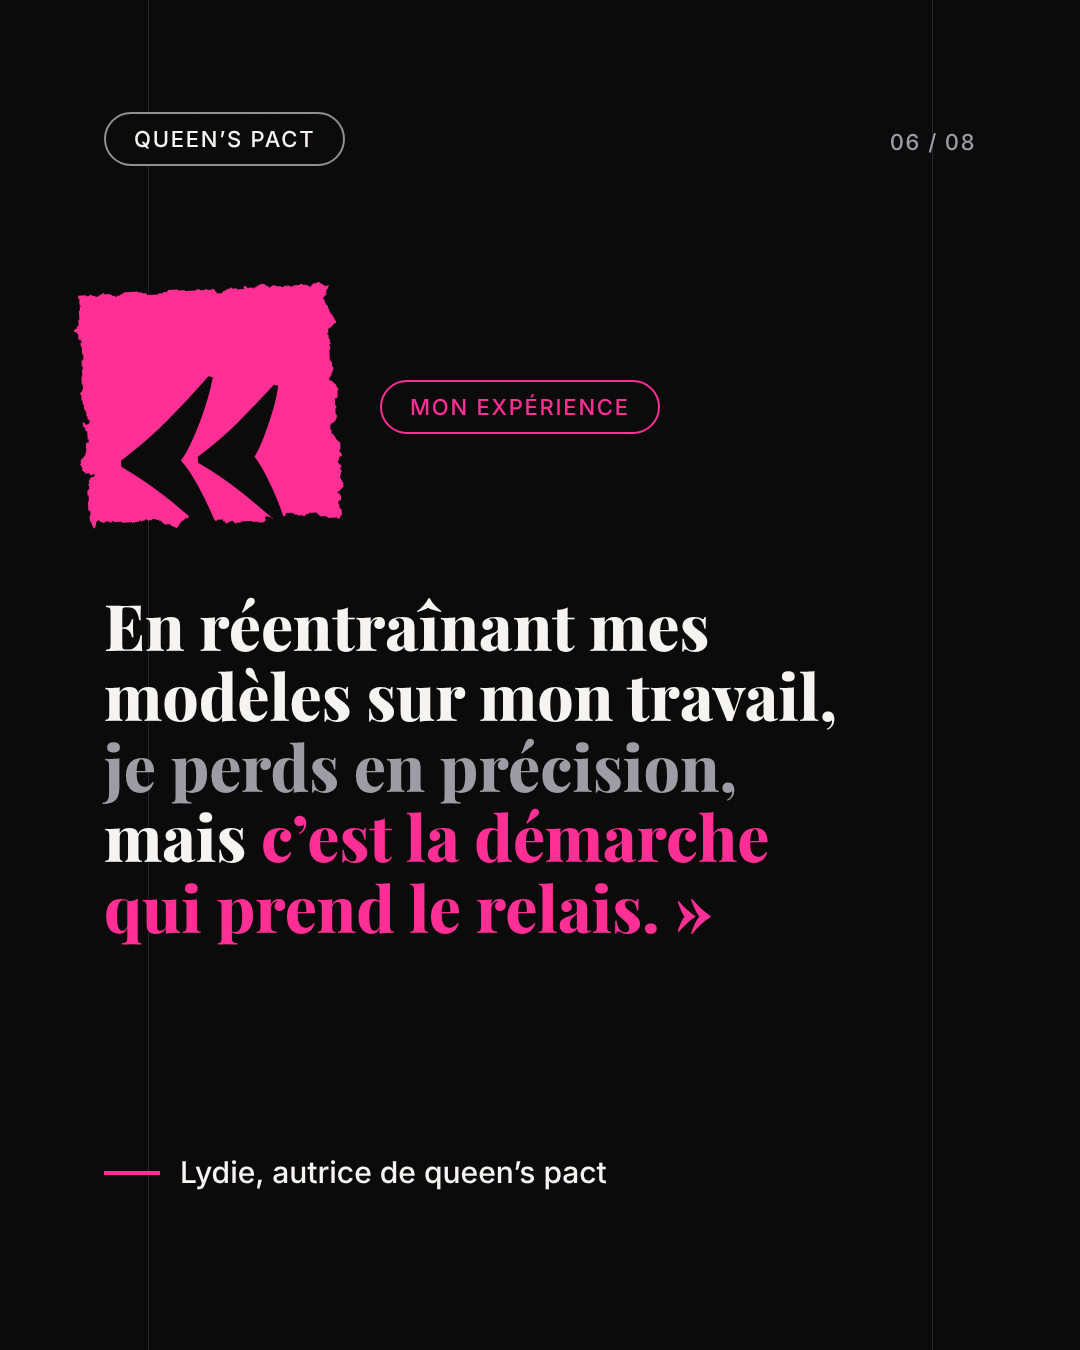 QUEEN’S PACT
06 / 08
«
MON EXPÉRIENCE
En réentraînant mes
modèles sur mon travail,
je perds en précision,
mais c’est la démarche
qui prend le relais. »
Lydie, autrice de queen’s pact